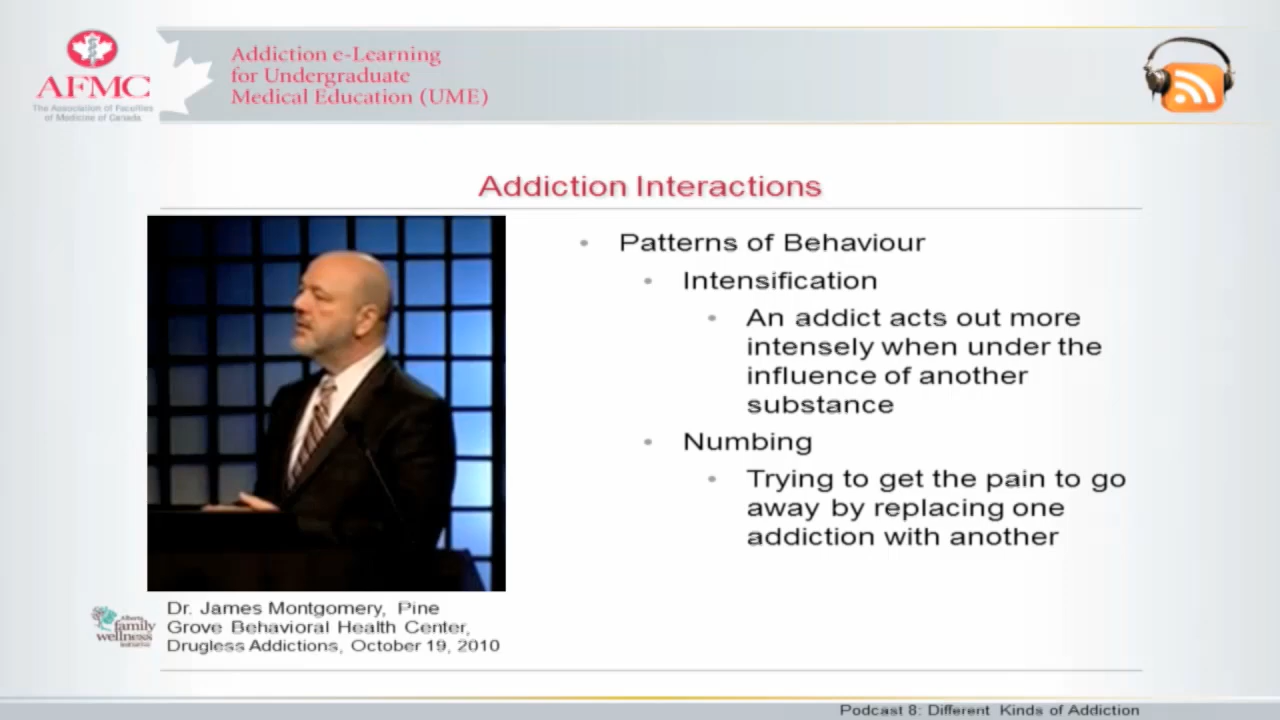 AFMC
The Association of Faculties
of Medicine of Canada
Addiction e-Learning
for Undergraduate
Medical Education (UME)
Addiction Interactions
• Patterns of Behaviour
• Intensification
• An addict acts out more
intensely when under the
influence of another
substance
• Numbing
• Trying to get the pain to go
away by replacing one
addiction with another
Alberta
family
wellness
initiative
Dr. James Montgomery, Pine
Grove Behavioral Health Center,
Drugless Addictions, October 19, 2010
Podcast 8: Different Kinds of Addiction